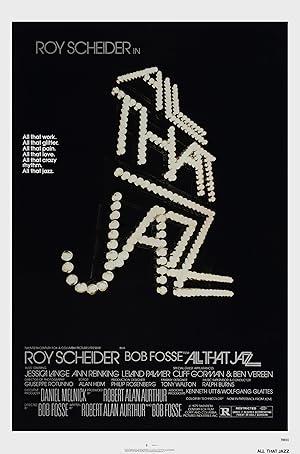 ROY SCHEIDER IN
ALL
THAT
JAZZ
All that work.
All that glitter.
All that pain.
All that love.
All that crazy
rhythm.
All that jazz.
ROY SCHEIDER BOB FOSSE ALL THAT JAZZ
JESSICA LANGE ANN REINKING LELAND PALMER CLIFF GORMAN & BEN VEREEN
GIUSEPPE ROTUNNO ALAN HEIM PHILIP ROSENBERG TONY WALTON RALPH BURNS
DANIEL MELNICK ROBERT ALAN AURTHUR KENNETH UTT & WOLFGANG GLATTES
BOB FOSSE ROBERT ALAN AURTHUR AND BOB FOSSE
R RESTRICTED
ALL THAT JAZZ